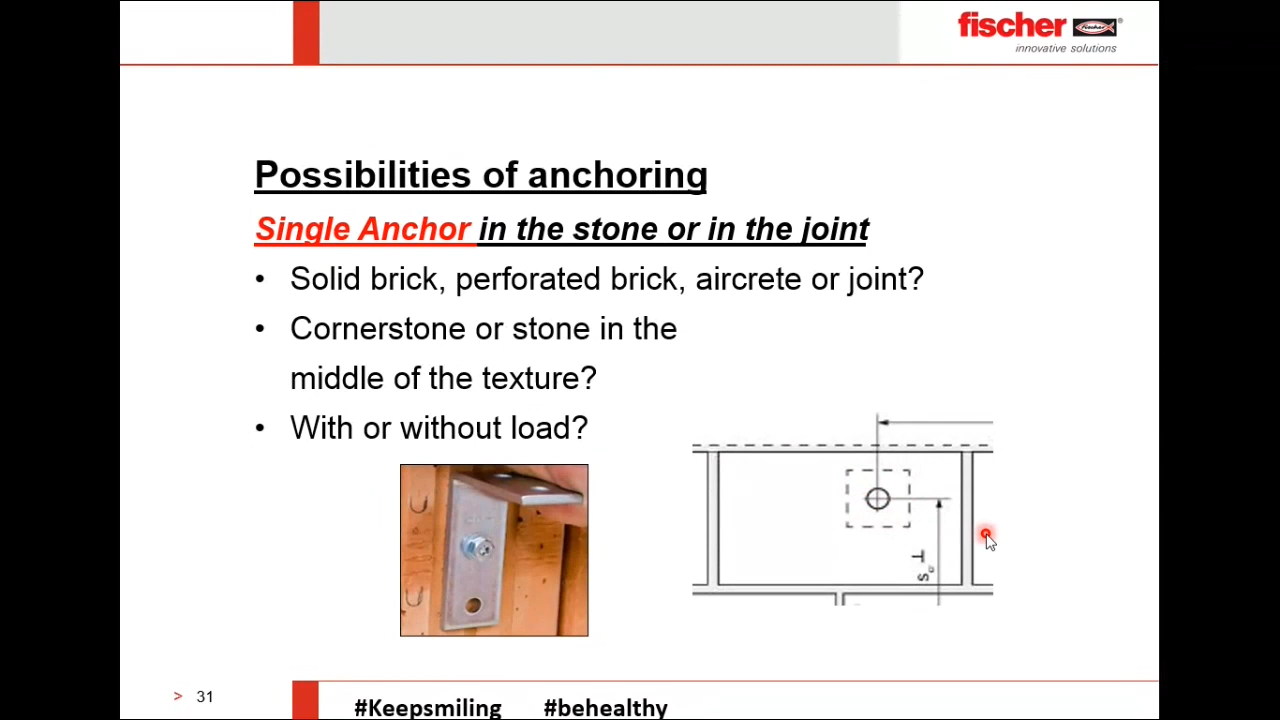 fischer
fischer
innovative solutions
Possibilities of anchoring
Single Anchor in the stone or in the joint
• Solid brick, perforated brick, aircrete or joint?
• Cornerstone or stone in the
middle of the texture?
• With or without load?
> 31
#Keepsmiling #behealthy